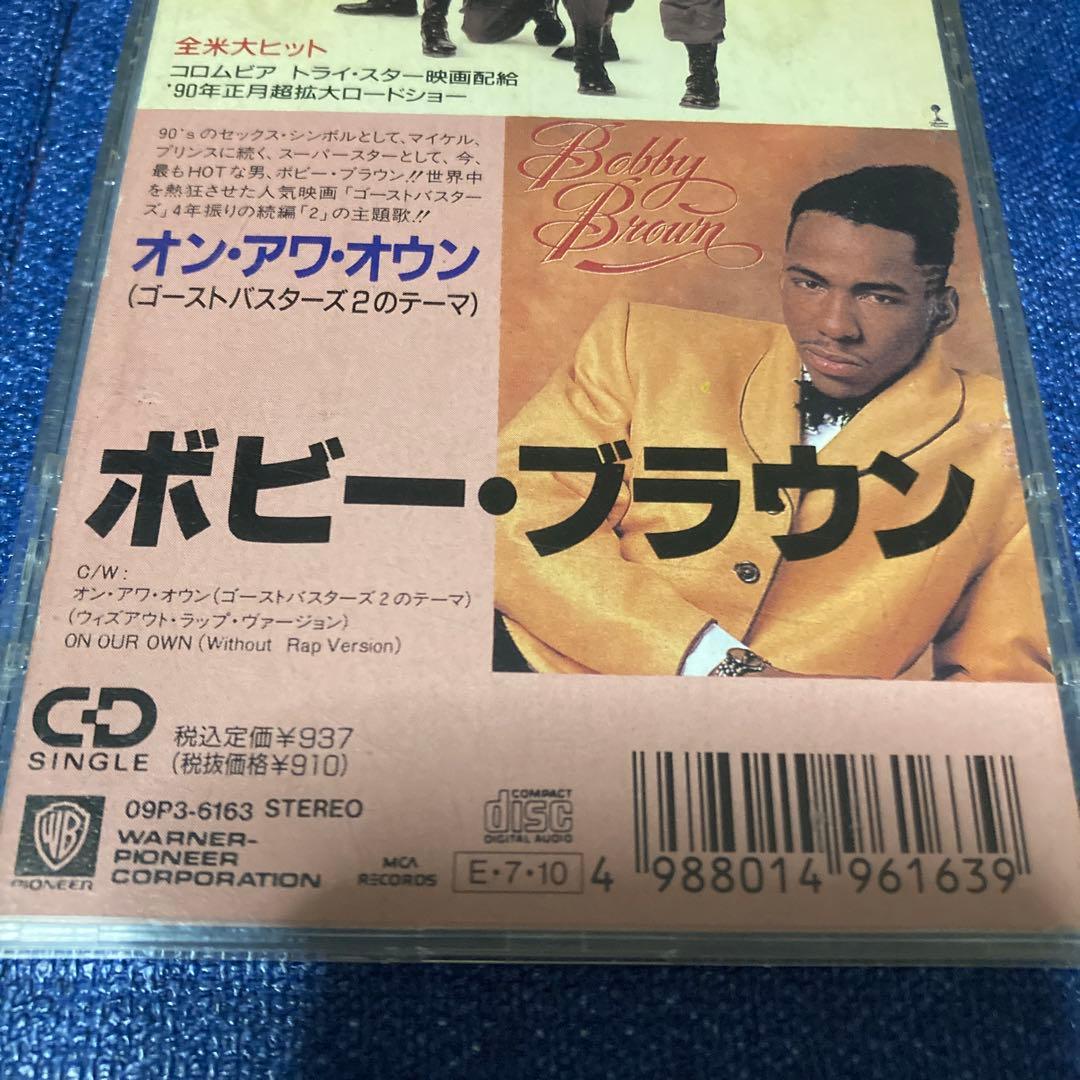 全米大ヒット
コロムビア トライ・スター映画配給
'90年正月超拡大ロードショー
90'sのセックス・シンボルとして、マイケル、
プリンスに続く、スーパースターとして、今、
最もHOTな男、ボビー・ブラウン!!世界中
を熱狂させた人気映画「ゴーストバスター
ズ」4年振りの続編「2」の主題歌!!
オン・アワ・オウン
(ゴーストバスターズ2のテーマ)
Bobby
Brown
ボビー・ブラウン
C/W:
オン・アワ・オウン(ゴーストバスターズ2のテーマ)
(ウィズアウト・ラップ・ヴァージョン)
ON OUR OWN (Without Rap Version)
CD
SINGLE
税込定価¥937
(税抜価格¥910)
WB
PIONEER
09P3-6163 STEREO
WARNER-
PIONEER
CORPORATION
MCA
RECORDS
COMPACT
disc
DIGITAL AUDIO
E・7・10
4 988014 961639